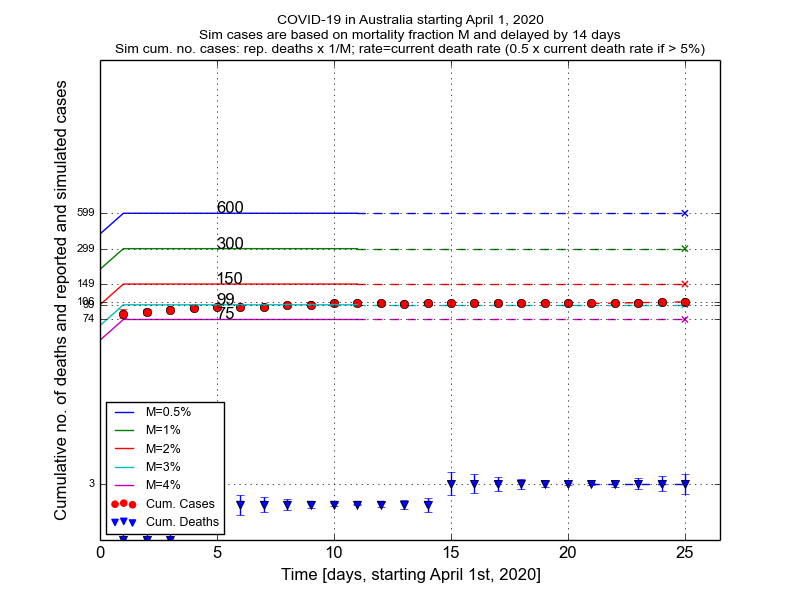 COVID-19 in Australia starting April 1, 2020
Sim cases are based on mortality fraction M and delayed by 14 days
Sim cum. no. cases: rep. deaths x 1/M; rate=current death rate (0.5 x current death rate if > 5%)
Cumulative no. of deaths and reported and simulated cases
599
299
149
106
74
3
600
300
150
99
75
M=0.5%
M=1%
M=2%
M=3%
M=4%
Cum. Cases
Cum. Deaths
0 5 10 15 20 25
Time [days, starting April 1st, 2020]